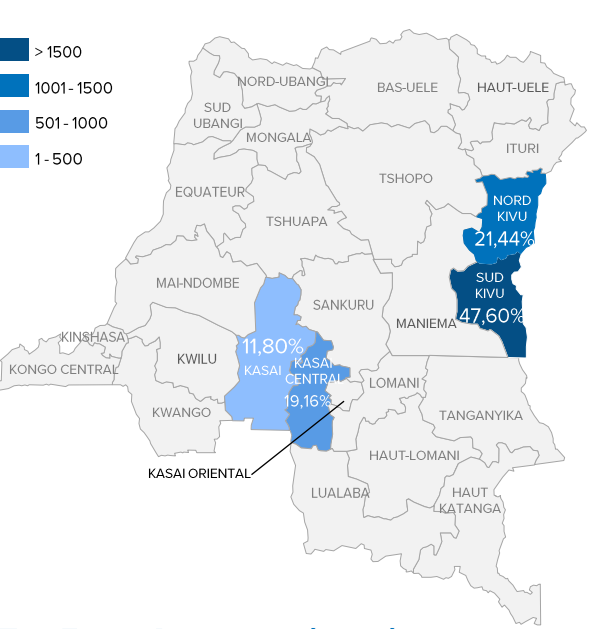 > 1500
1001 - 1500
501 - 1000
1 - 500
NORD-UBANGI
BAS-UELE
HAUT-UELE
SUD
UBANGI
MONGALA
ITURI
TSHOPO
EQUATEUR
NORD
KIVU
21,44%
TSHUAPA
SUD
KIVU
47,60%
MAI-NDOMBE
SANKURU
MANIEMA
KINSHASA
11,80%
KASAI
KASAI
CENTRAL
19,16%
KONGO CENTRAL
KWILU
LOMANI
KWANGO
TANGANYIKA
HAUT-LOMANI
KASAI ORIENTAL
LUALABA
HAUT
KATANGA